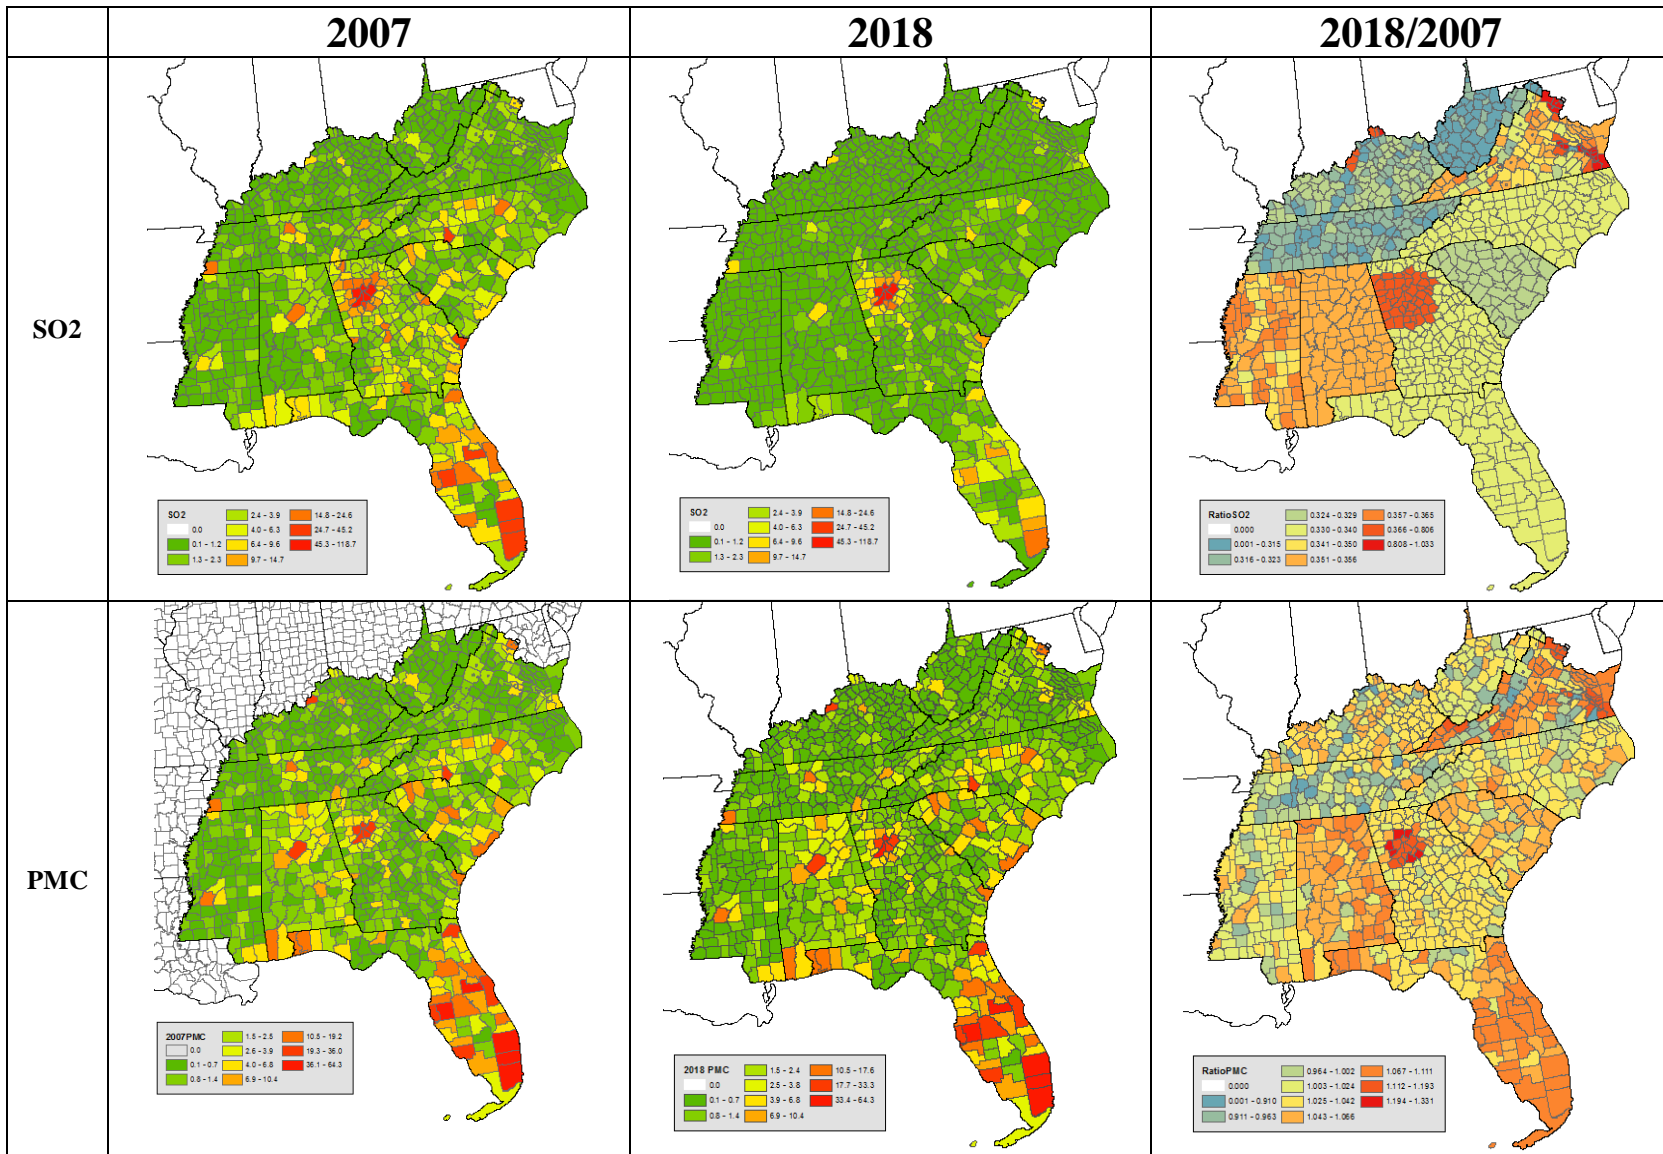 2007
2018
2018/2007
SO2
SO2
0.0
0.1 - 1.2
1.3 - 2.3
2.4 - 3.9
4.0 - 6.3
6.4 - 9.6
9.7 - 14.7
14.8 - 24.6
24.7 - 45.2
45.3 - 118.7
SO2
0.0
0.1 - 1.2
1.3 - 2.3
2.4 - 3.9
4.0 - 6.3
6.4 - 9.6
9.7 - 14.7
14.8 - 24.6
24.7 - 45.2
45.3 - 118.7
RatioSO2
0.000
0.001 - 0.315
0.316 - 0.323
0.324 - 0.329
0.330 - 0.340
0.341 - 0.350
0.351 - 0.356
0.357 - 0.365
0.366 - 0.806
0.808 - 1.033
PMC
2007PMC
0.0
0.1 - 0.7
0.8 - 1.4
1.5 - 2.5
2.6 - 3.9
4.0 - 6.8
6.9 - 10.4
10.5 - 19.2
19.3 - 36.0
36.1 - 64.3
2018 PMC
0.0
0.1 - 0.7
0.8 - 1.4
1.5 - 2.4
2.5 - 3.8
3.9 - 6.8
6.9 - 10.4
10.5 - 17.6
17.7 - 33.3
33.4 - 64.3
RatioPMC
0.000
0.001 - 0.910
0.911 - 0.963
0.964 - 1.002
1.003 - 1.024
1.025 - 1.042
1.043 - 1.066
1.067 - 1.111
1.112 - 1.193
1.194 - 1.331